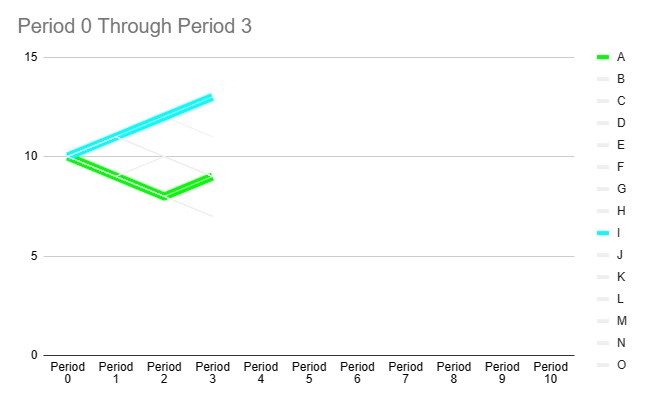 Period 0 Through Period 3
15
10
5
0
Period 0
Period 1
Period 2
Period 3
Period 4
Period 5
Period 6
Period 7
Period 8
Period 9
Period 10
A
B
C
D
E
F
G
H
I
J
K
L
M
N
O